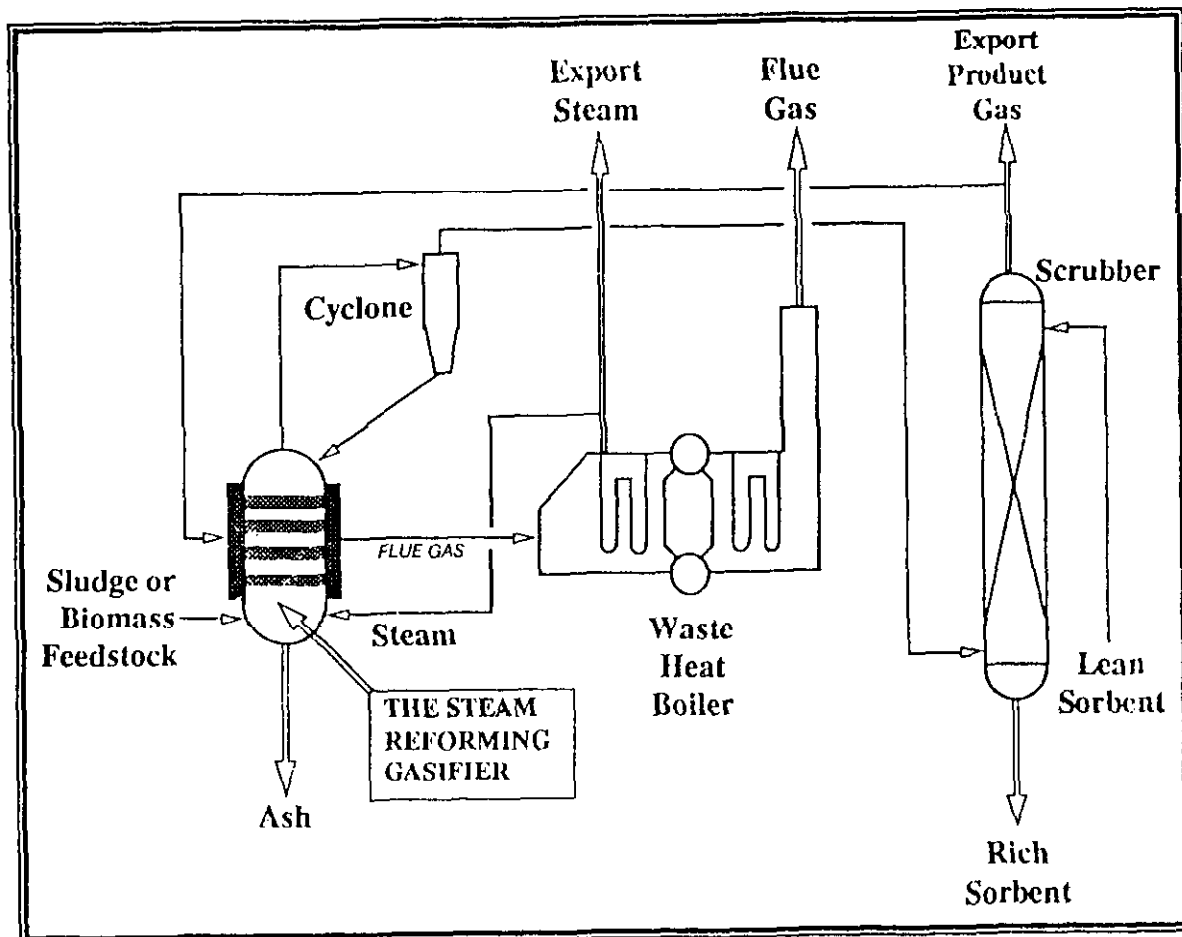 Export
Steam
Flue
Gas
Export
Product
Gas
Cyclone
Scrubber
FLUE GAS
Sludge or
Biomass
Feedstock
Steam
Waste
Heat
Boiler
Lean
Sorbent
THE STEAM
REFORMING
GASIFIER
Ash
Rich
Sorbent